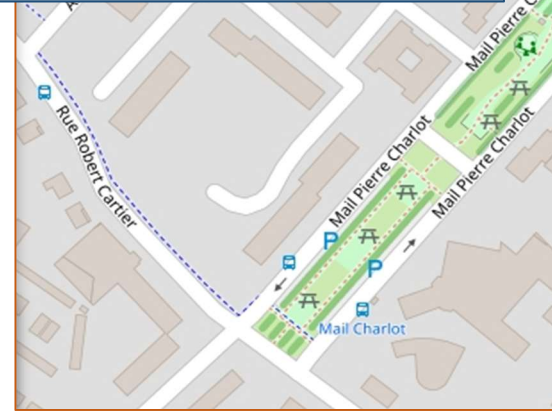 Mail Pierre C
Mail Pierre Charlot
Mail Pierre Charlot
Rue Robert Cartier
P
P
Mail Charlot